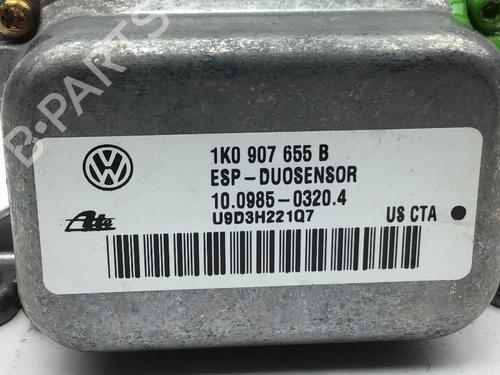 B-PARTS
1K0 907 655 B
ESP-DUOSENSOR
10.0985-0320.4
U9D3H221Q7
US CTA
Ate